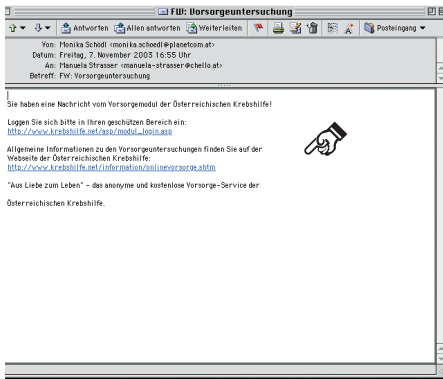 FW: Vorsorgeuntersuchung
Antworten Allen antworten Weiterleiten Posteingang
Von: Monika Schödl <monika.schoedl@planetcom.at>
Datum: Freitag, 7. November 2003 16:55 Uhr
An: Manuela Strasser <manuela-strasser@chello.at>
Betreff: FW: Vorsorgeuntersuchung
Sie haben eine Nachricht vom Vorsorgemodul der Österreichischen Krebshilfe!
Loggen Sie sich bitte in Ihren geschützen Bereich ein:
http://www.krebshilfe.net/asp/modul_login.asp
Allgemeine Informationen zu den Vorsorgeuntersuchungen finden Sie auf der
Webseite der Österreichischen Krebshilfe:
http://www.krebshilfe.net/information/onlinevorsorge.shtm
"Aus Liebe zum Leben" - das anonyme und kostenlose Vorsorge-Service der
Österreichischen Krebshilfe.